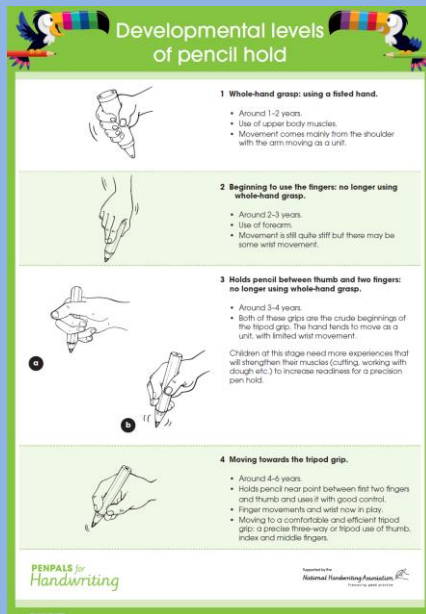 Developmental levels
of pencil hold
1 Whole-hand grasp: using a fisted hand.
• Around 1–2 years.
• Use of upper body muscles.
• Movement comes mainly from the shoulder
with the arm moving as a unit.
2 Beginning to use the fingers: no longer using
whole-hand grasp.
• Around 2–3 years.
• Use of forearm.
• Movement is still quite stiff but there may be
some wrist movement.
3 Holds pencil between thumb and two fingers:
no longer using whole-hand grasp.
• Around 3–4 years.
• Both of these grips are the crude beginnings of
the tripod grip. The hand tends to move as a
unit, with limited wrist movement.
Children at this stage need more experiences that
will strengthen their muscles (cutting, working with
dough etc.) to increase readiness for a precision
pen hold.
a
b
4 Moving towards the tripod grip.
• Around 4–6 years.
• Holds pencil near point between first two fingers
and thumb and uses it with good control.
• Finger movements and wrist now in play.
• Moving to a comfortable and efficient tripod
grip: a precise three-way or tripod use of thumb,
index and middle fingers.
PENPALS for
Handwriting
Supported by the
National Handwriting Association
Promoting good practice